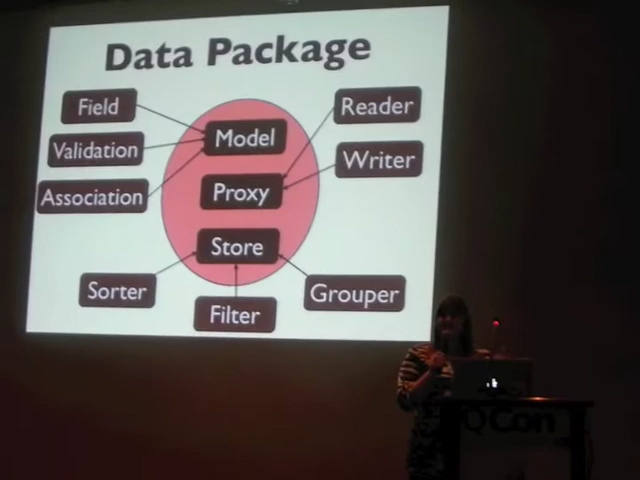 Data Package
Field
Validation
Association
Model
Proxy
Store
Reader
Writer
Sorter
Filter
Grouper
QCon